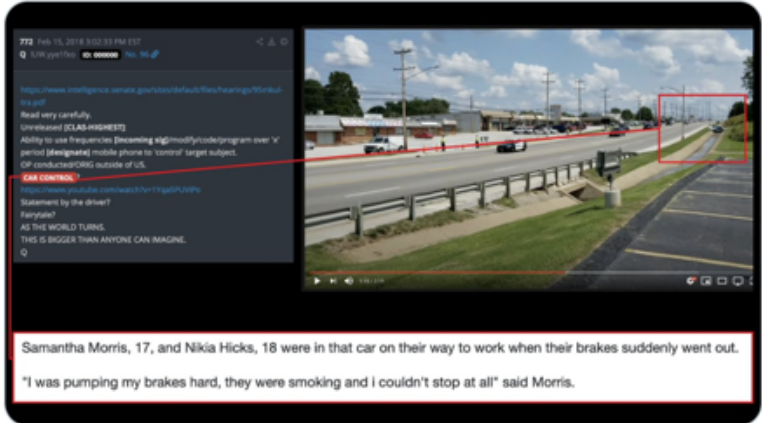 772 Feb 15, 2018 3:02:33 PM EST
Q
ID: 000000
No. 90
https://www.intelligence.senate.gov/sites/default/files/hearings/95mkul-
tra.pdf
Read very carefully.
Unreleased [CLAS-HIGHEST]:
Ability to use frequencies [incoming sig]/modify/code/program over 'x'
period [designate] mobile phone to 'control' target subject.
OP conducted/ORIG outside of US.
CAR CONTROL?
Statement by the driver?
Fairytale?
AS THE WORLD TURNS.
THIS IS BIGGER THAN ANYONE CAN IMAGINE.
Q
Samantha Morris, 17, and Nikia Hicks, 18 were in that car on their way to work when their brakes suddenly went out.
"I was pumping my brakes hard, they were smoking and i couldn't stop at all" said Morris.